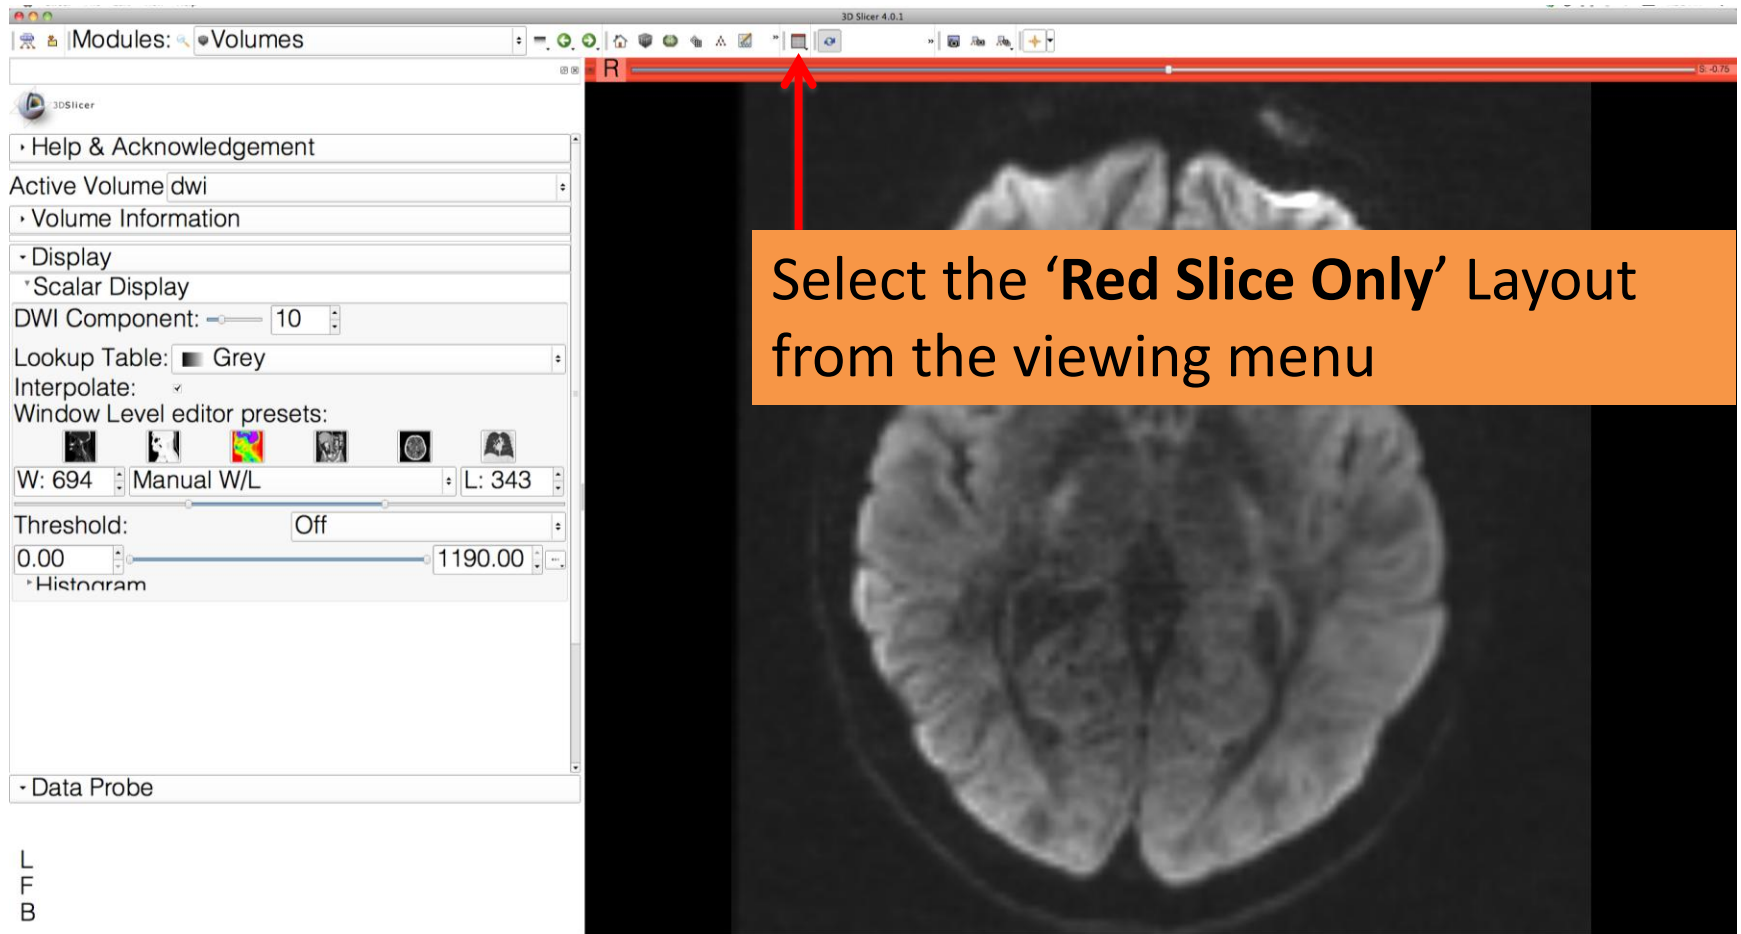 3D Slicer 4.0.1
Modules: Volumes
R
S: -0.75
3DSlicer
Help & Acknowledgement
Active Volume dwi
Volume Information
Display
Scalar Display
DWI Component: 10
Lookup Table: Grey
Interpolate:
Window Level editor presets:
W: 694 Manual W/L L: 343
Threshold: Off
0.00 1190.00
Histogram
Select the ‘Red Slice Only’ Layout
from the viewing menu
Data Probe
L
F
B